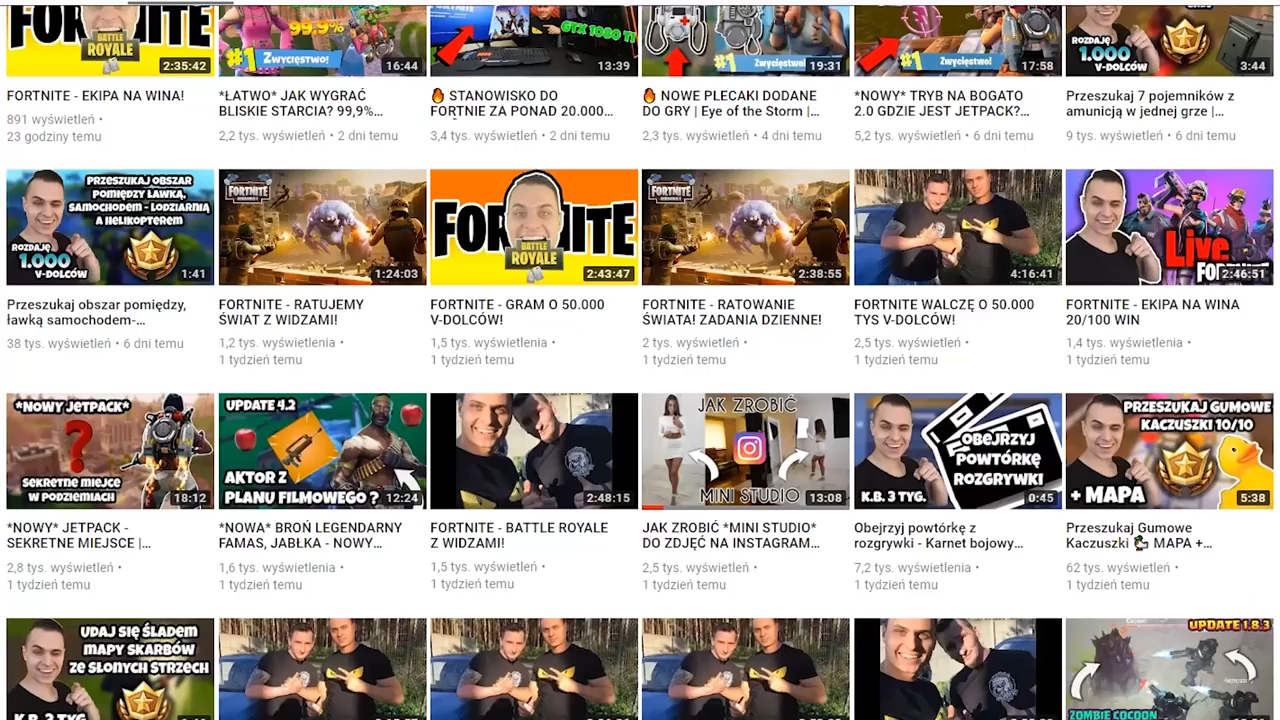 FORTNITE
BATTLE
ROYALE
2:35:42
99.9%
#1 Zwycięstwo!
16:44
GTX 1080 TI
13:39
#1 Zwycięstwo!
19:31
#1 Zwycięstwo!
17:58
ROZDAJĘ
1.000
V-DOLCÓW
3:44
FORTNITE - EKIPA NA WINA!
891 wyświetleń •
23 godziny temu
*ŁATWO* JAK WYGRAĆ
BLISKIE STARCIA? 99,9%...
2,2 tys. wyświetleń • 2 dni temu
🔥 STANOWISKO DO
FORTNIE ZA PONAD 20.000...
3,4 tys. wyświetleń • 2 dni temu
🔥 NOWE PLECAKI DODANE
DO GRY | Eye of the Storm |...
2,3 tys. wyświetleń • 4 dni temu
*NOWY* TRYB NA BOGATO
2.0 GDZIE JEST JETPACK?...
5,2 tys. wyświetleń • 6 dni temu
Przeszukaj 7 pojemników z
amunicją w jednej grze |...
9 tys. wyświetleń • 6 dni temu
PRZESZUKAJ OBSZAR
POMIĘDZY ŁAWKĄ,
SAMOCHODEM - LODZIARNIĄ
A HELIKOPTEREM
ROZDAJĘ
1.000
V-DOLCÓW
1:41
FORTNITE
1:24:03
FORTNITE
BATTLE
ROYALE
2:43:47
FORTNITE
2:38:55
4:16:41
Live
FORTNITE
2:46:51
Przeszukaj obszar pomiędzy,
ławką samochodem-...
38 tys. wyświetleń • 6 dni temu
FORTNITE - RATUJEMY
ŚWIAT Z WIDZAMI!
1,2 tys. wyświetlenia •
1 tydzień temu
FORTNITE - GRAM O 50.000
V-DOLCÓW!
1,5 tys. wyświetlenia •
1 tydzień temu
FORTNITE - RATOWANIE
ŚWIATA! ZADANIA DZIENNE!
2 tys. wyświetleń •
1 tydzień temu
FORTNITE WALCZĘ O 50.000
TYS V-DOLCÓW!
2,5 tys. wyświetleń •
1 tydzień temu
FORTNITE - EKIPA NA WINA
20/100 WIN
1,4 tys. wyświetlenia •
1 tydzień temu
*NOWY JETPACK*
?
SEKRETNE MIEJSCE
W PODZIEMIACH
18:12
UPDATE 4.2
AKTOR Z
PLANU FILMOWEGO ?
12:24
2:48:15
JAK ZROBIĆ
MINI STUDIO
13:08
OBEJRZYJ
POWTÓRKĘ
ROZGRYWKI
K.B. 3 TYG.
0:45
PRZESZUKAJ GUMOWE
KACZUSZKI 10/10
+ MAPA
5:38
*NOWY* JETPACK -
SEKRETNE MIEJSCE |...
2,8 tys. wyświetleń •
1 tydzień temu
*NOWA* BROŃ LEGENDARNY
FAMAS, JABŁKA - NOWY...
1,6 tys. wyświetleń •
1 tydzień temu
FORTNITE - BATTLE ROYALE
Z WIDZAMI!
1,5 tys. wyświetleń •
1 tydzień temu
JAK ZROBIĆ *MINI STUDIO*
DO ZDJĘĆ NA INSTAGRAM...
2,5 tys. wyświetleń •
1 tydzień temu
Obejrzyj powtórkę z
rozgrywki - Karnet bojowy...
7,2 tys. wyświetlenia •
1 tydzień temu
Przeszukaj Gumowe
Kaczuszki 🦆 MAPA +...
62 tys. wyświetleń •
1 tydzień temu
UDAJ SIĘ ŚLADEM
MAPY SKARBÓW
ZE SŁONYCH STRZECH
K.B. 3 TYG.
UPDATE 1.8.3
ZOMBIE COCOON